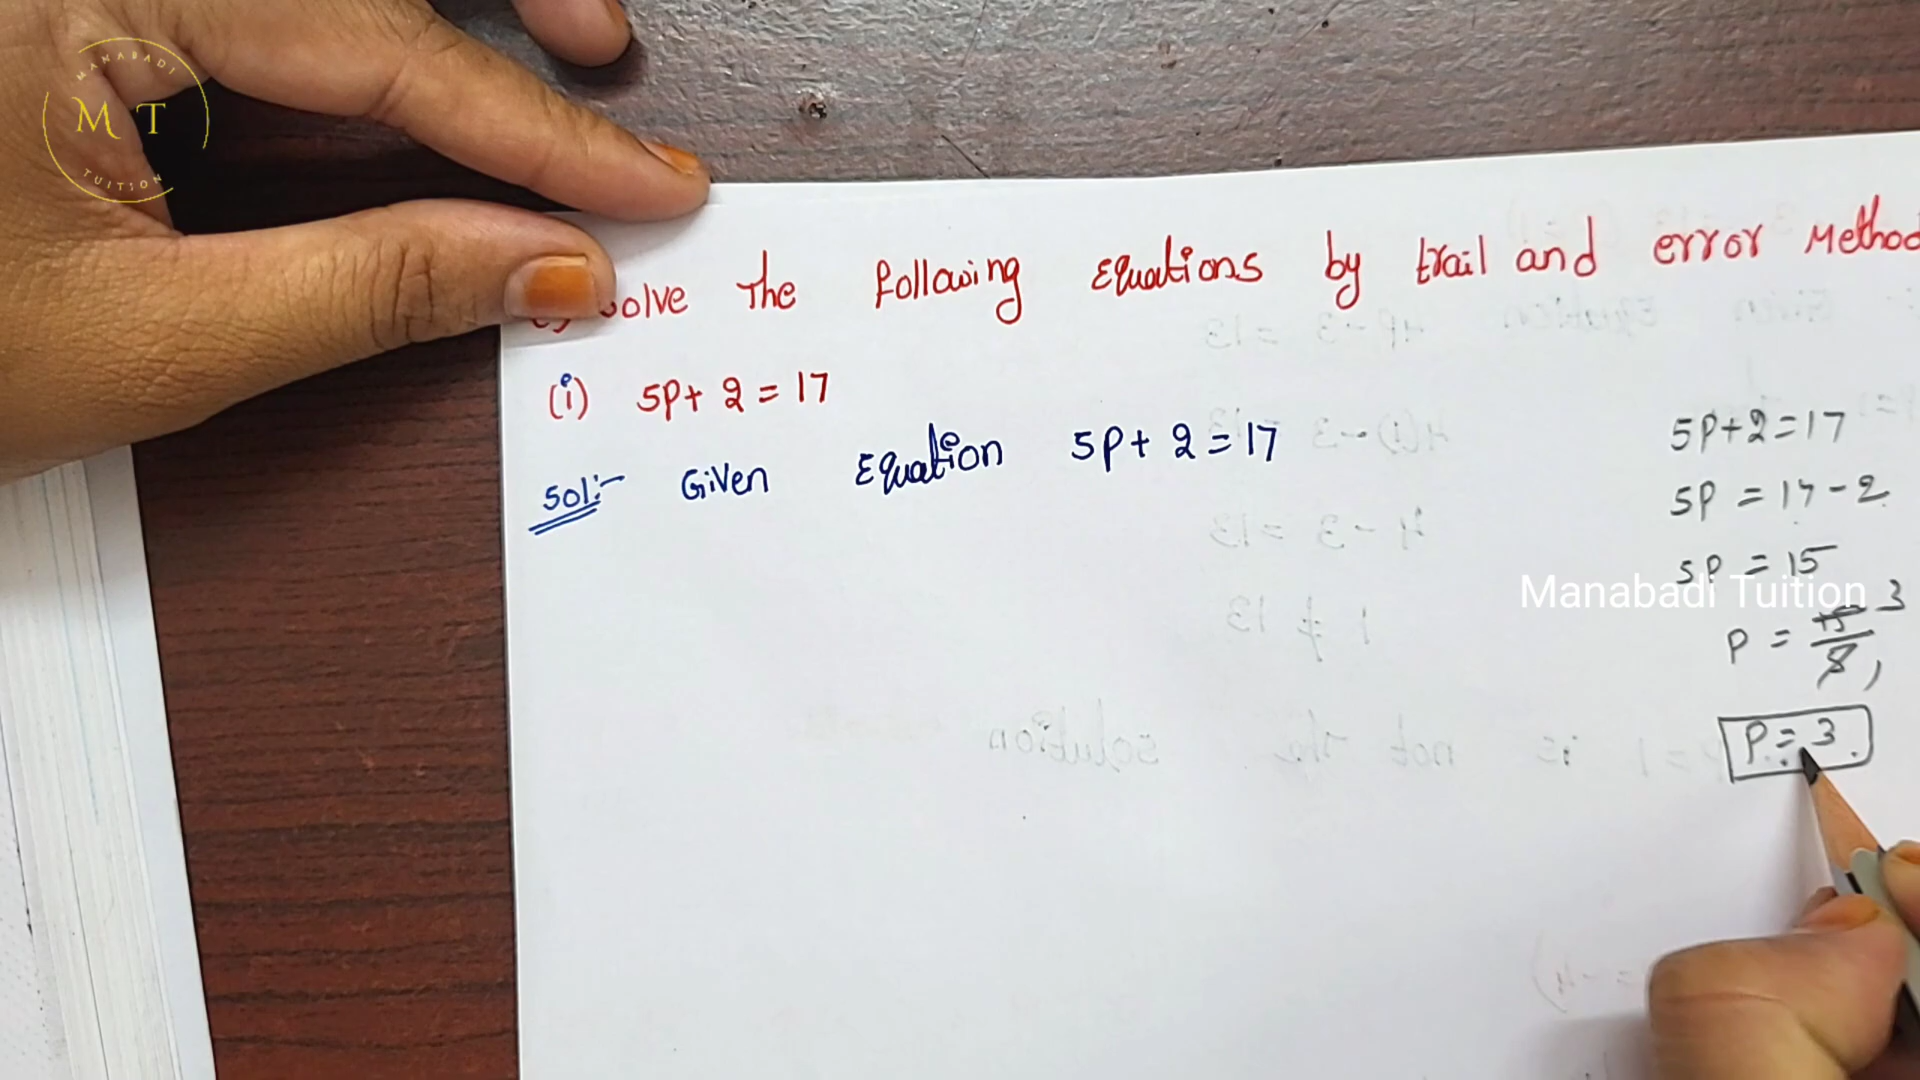 MANABADI
M T
TUITION
Solve The following Equations by trail and error Method
(i) 5p+ 2 = 17
Sol:- Given Equation 5p+ 2 = 17
5p+2=17
5p = 17-2
5p = 15
Manabadi Tuition
p = 15/5 3
p = 3